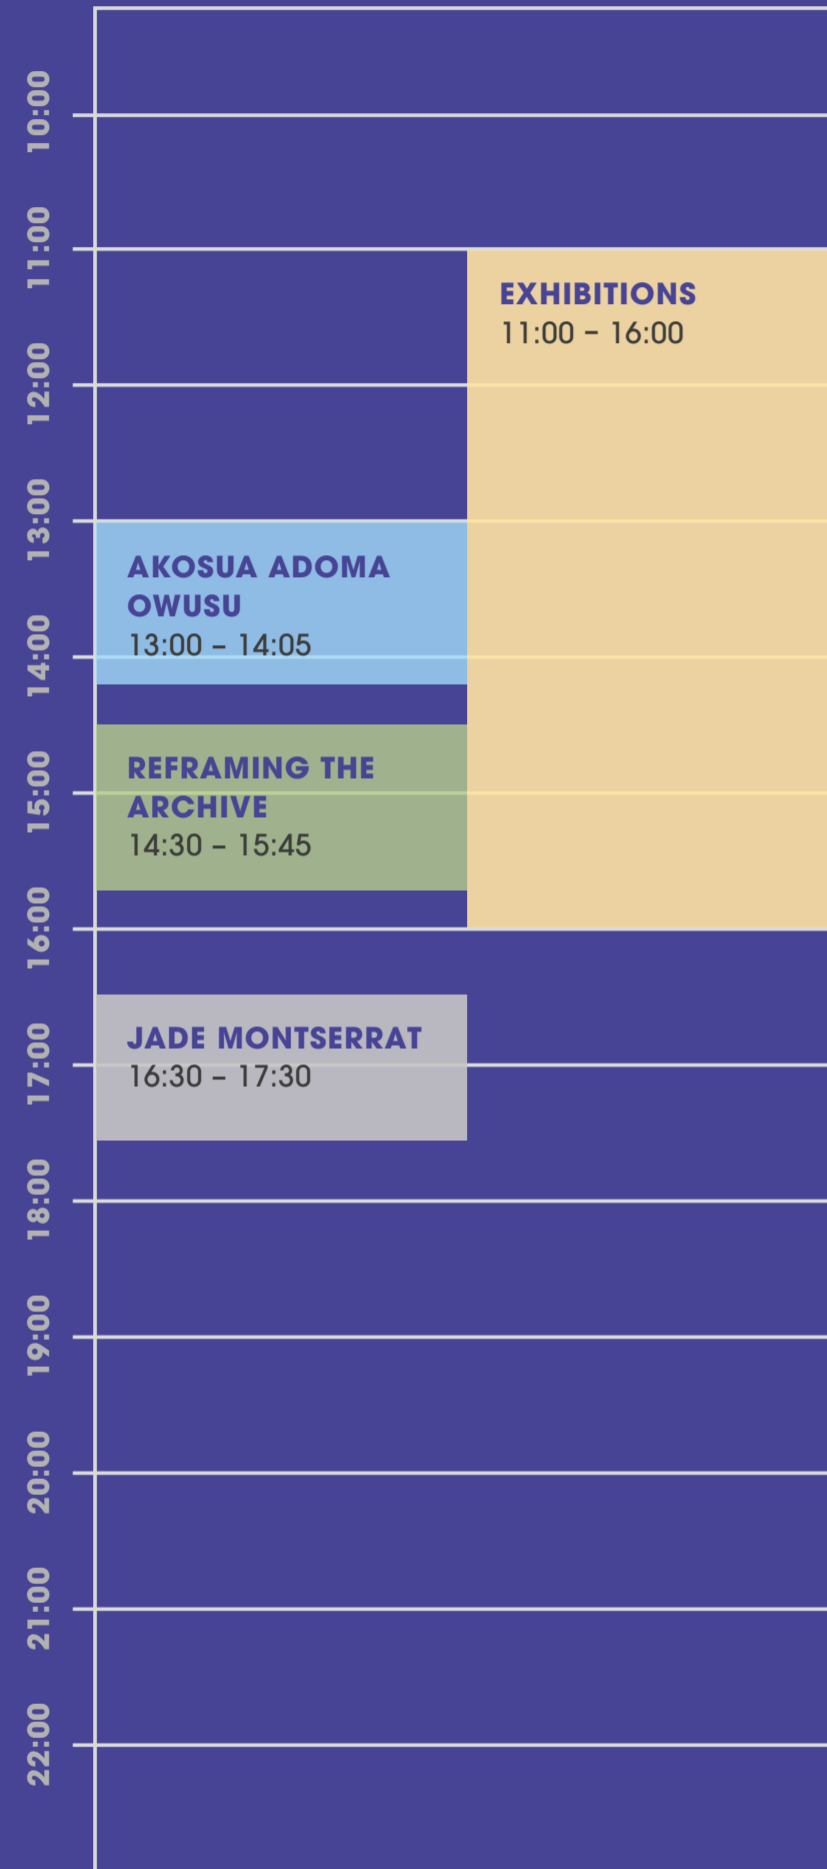 10:00
11:00
EXHIBITIONS
11:00 – 16:00
12:00
13:00
AKOSUA ADOMA
OWUSU
13:00 – 14:05
14:00
REFRAMING THE
ARCHIVE
14:30 – 15:45
15:00
16:00
JADE MONTSERRAT
16:30 – 17:30
17:00
18:00
19:00
20:00
21:00
22:00